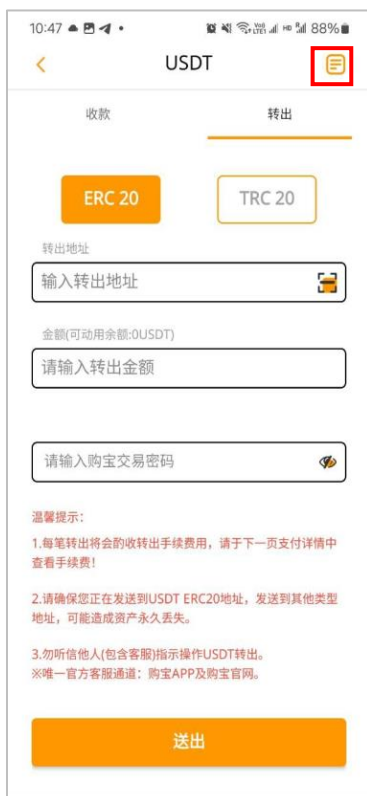 10:47
88%
USDT
收款 转出
ERC 20 TRC 20
转出地址
输入转出地址
金额(可动用余额:0USDT)
请输入转出金额
请输入购宝交易密码
温馨提示：
1.每笔转出将会酌收转出手续费用，请于下一页支付详情中
查看手续费！
2.请确保您正在发送到USDT ERC20地址，发送到其他类型
地址，可能造成资产永久丢失。
3.勿听信他人(包含客服)指示操作USDT转出。
※唯一官方客服通道：购宝APP及购宝官网。
送出